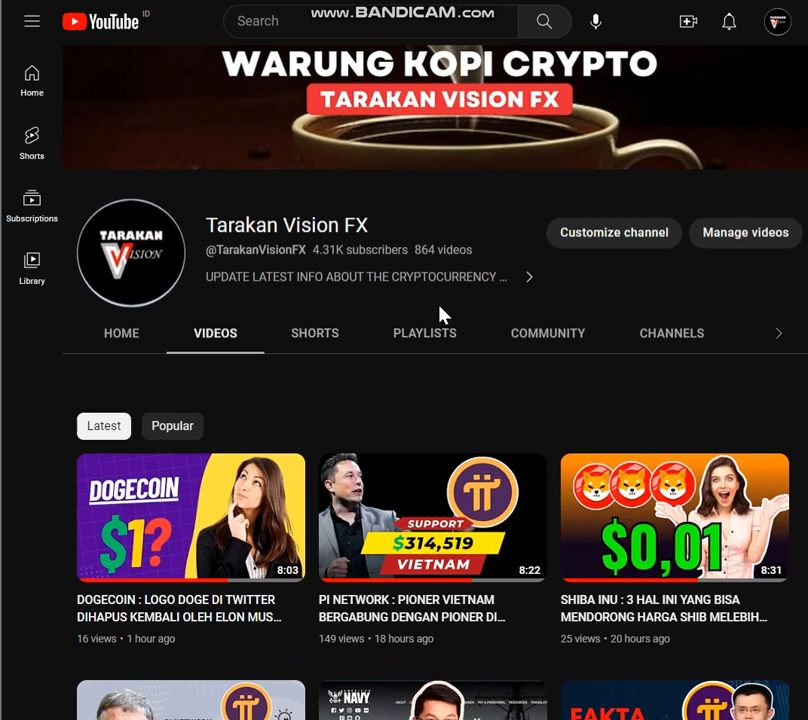 YouTube ID
Search
WWW.BANDICAM.COM
TARAKAN
VISION
Home
Shorts
Subscriptions
Library
WARUNG KOPI CRYPTO
TARAKAN VISION FX
TARAKAN
VISION
Tarakan Vision FX
@TarakanVisionFX 4.31K subscribers 864 videos
UPDATE LATEST INFO ABOUT THE CRYPTOCURRENCY ...
Customize channel
Manage videos
HOME
VIDEOS
SHORTS
PLAYLISTS
COMMUNITY
CHANNELS
Latest
Popular
DOGECOIN
$1?
8:03
SUPPORT
$314,519
VIETNAM
8:22
$0,01
8:31
DOGECOIN : LOGO DOGE DI TWITTER
DIHAPUS KEMBALI OLEH ELON MUS...
16 views • 1 hour ago
PI NETWORK : PIONER VIETNAM
BERGABUNG DENGAN PIONER DI...
149 views • 18 hours ago
SHIBA INU : 3 HAL INI YANG BISA
MENDORONG HARGA SHIB MELEBIH...
25 views • 20 hours ago
NAVY
FAKTA